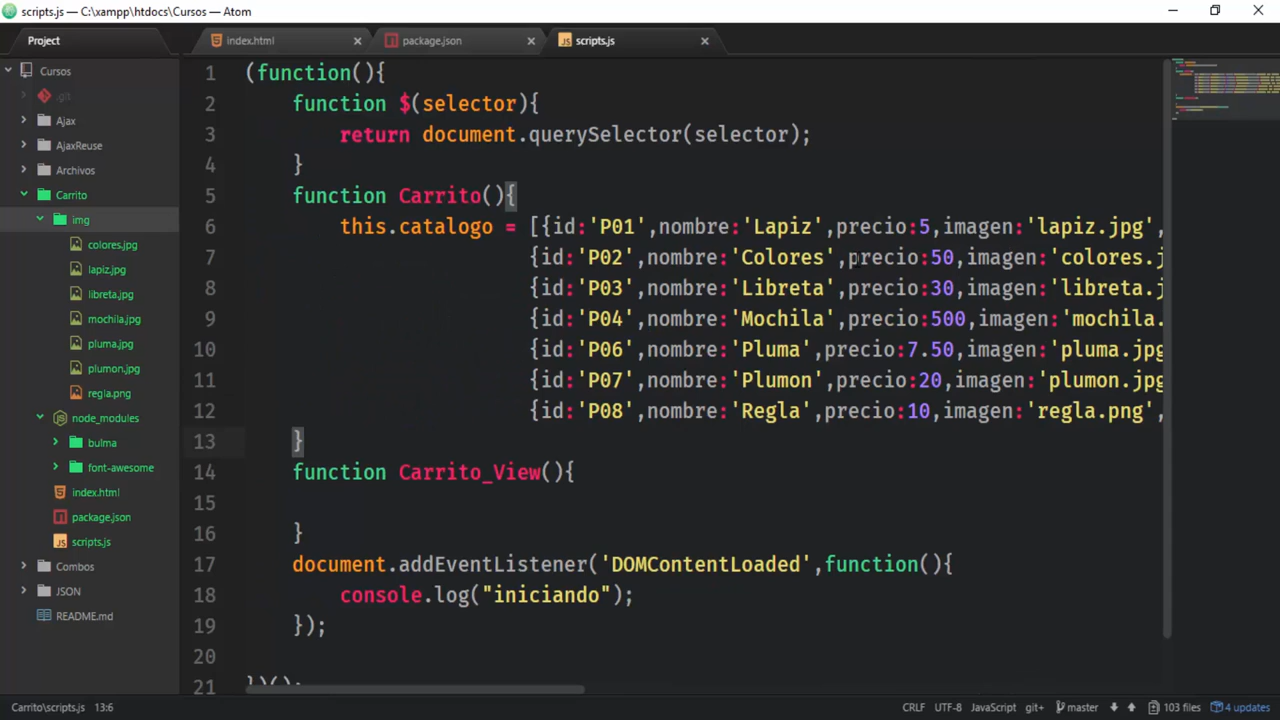 scripts.js — C:\xampp\htdocs\Cursos — Atom
Project
index.html
package.json
scripts.js
Cursos
.git
Ajax
AjaxReuse
Archivos
Carrito
img
colores.jpg
lapiz.jpg
libreta.jpg
mochila.jpg
pluma.jpg
plumon.jpg
regla.png
node_modules
bulma
font-awesome
index.html
package.json
scripts.js
Combos
JSON
README.md
1 (function(){
2 function $(selector){
3 return document.querySelector(selector);
4 }
5 function Carrito(){
6 this.catalogo = [{id:'P01',nombre:'Lapiz',precio:5,imagen:'lapiz.jpg',
7 {id:'P02',nombre:'Colores',precio:50,imagen:'colores.j
8 {id:'P03',nombre:'Libreta',precio:30,imagen:'libreta.j
9 {id:'P04',nombre:'Mochila',precio:500,imagen:'mochila.
10 {id:'P06',nombre:'Pluma',precio:7.50,imagen:'pluma.jpg
11 {id:'P07',nombre:'Plumon',precio:20,imagen:'plumon.jpg
12 {id:'P08',nombre:'Regla',precio:10,imagen:'regla.png',
13 }
14 function Carrito_View(){
15
16 }
17 document.addEventListener('DOMContentLoaded',function(){
18 console.log("iniciando");
19 });
20
21 })();
Carrito\scripts.js 13:6
CRLF UTF-8 JavaScript git+ master 103 files 4 updates